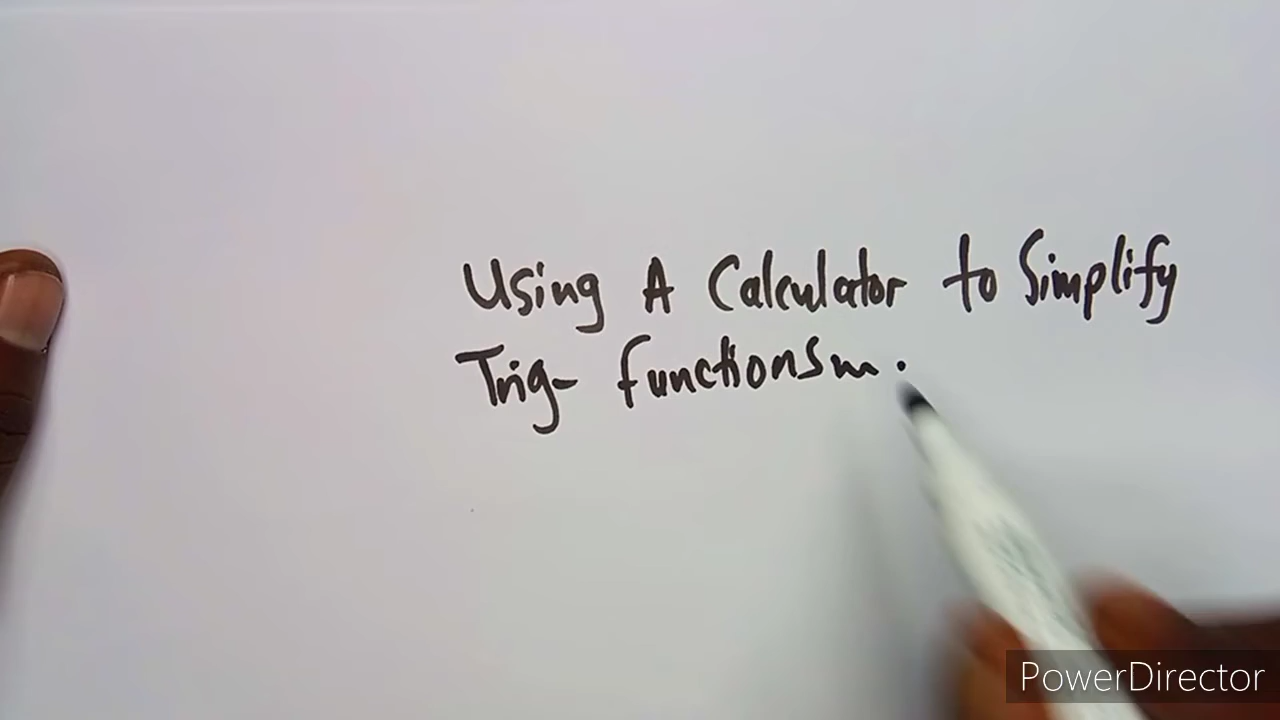 Using A Calculator to Simplify
Trig- functions
PowerDirector